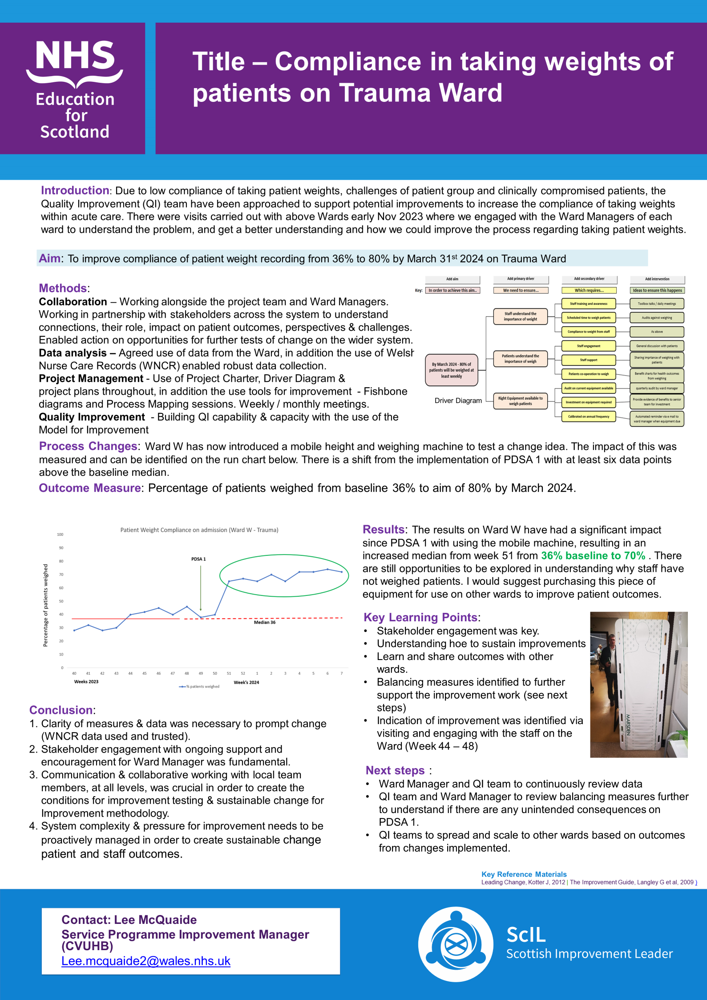 NHS
Education
for
Scotland
Title – Compliance in taking weights of
patients on Trauma Ward
Introduction: Due to low compliance of taking patient weights, challenges of patient group and clinically compromised patients, the
Quality Improvement (QI) team have been approached to support potential improvements to increase the compliance of taking weights
within acute care. There were visits carried out with above Wards early Nov 2023 where we engaged with the Ward Managers of each
ward to understand the problem, and get a better understanding and how we could improve the process regarding taking patient weights.
Aim: To improve compliance of patient weight recording from 36% to 80% by March 31st 2024 on Trauma Ward
Methods:
Collaboration – Working alongside the project team and Ward Managers.
Working in partnership with stakeholders across the system to understand
connections, their role, impact on patient outcomes, perspectives & challenges.
Enabled action on opportunities for further tests of change on the wider system.
Data analysis – Agreed use of data from the Ward, in addition the use of Welsh
Nurse Care Records (WNCR) enabled robust data collection.
Project Management - Use of Project Charter, Driver Diagram &
project plans throughout, in addition the use tools for improvement - Fishbone
diagrams and Process Mapping sessions. Weekly / monthly meetings.
Quality Improvement - Building QI capability & capacity with the use of the
Model for Improvement
Add aim
Add primary driver
Add secondary driver
Add intervention
Key:
In order to achieve this aim..
We need to ensure...
Which requires...
Ideas to ensure this happens
By March 2024 - 80% of
patients will be weighed at
least weekly
Driver Diagram
Staff understand the
importance of weight
Patients understand the
importance of weigh
Right Equipment available to
weigh patients
Staff training and awareness
Scheduled time to weigh patients
Compliance to weight from staff
Staff engagement
Staff support
Patients co-operation to weigh
Audit on current equipment available
Investment on equipment required
Calibrated on annual frequency
Toolbox talks / daily meetings
Audits against weighing
As above
General discussion with patients
Sharing imprtance of weighing with
patients
Benefit charts for health outcomes
from weighing
quarterly audit by ward manager
Provide evidence of benefits to senior
team for investment
Automated reminder via e mail to
ward manager when equipment due
Process Changes: Ward W has now introduced a mobile height and weighing machine to test a change idea. The impact of this was
measured and can be identified on the run chart below. There is a shift from the implementation of PDSA 1 with at least six data points
above the baseline median.
Outcome Measure: Percentage of patients weighed from baseline 36% to aim of 80% by March 2024.
Patient Weight Compliance on admission (Ward W - Trauma)
Percentage of patients weighed
100
90
80
70
60
50
40
30
20
10
0
PDSA 1
Median 36
40 41 42 43 44 45 46 47 48 49 50 51 52 1 2 3 4 5 6 7
Weeks 2023
Week's 2024
% patients weighed
Results: The results on Ward W have had a significant impact
since PDSA 1 with using the mobile machine, resulting in an
increased median from week 51 from 36% baseline to 70% . There
are still opportunities to be explored in understanding why staff have
not weighed patients. I would suggest purchasing this piece of
equipment for use on other wards to improve patient outcomes.
Key Learning Points:
• Stakeholder engagement was key.
• Understanding hoe to sustain improvements
• Learn and share outcomes with other
wards.
• Balancing measures identified to further
support the improvement work (see next
steps)
• Indication of improvement was identified via
visiting and engaging with the staff on the
Ward (Week 44 – 48)
MARSDEN
Conclusion:
1. Clarity of measures & data was necessary to prompt change
(WNCR data used and trusted).
2. Stakeholder engagement with ongoing support and
encouragement for Ward Manager was fundamental.
3. Communication & collaborative working with local team
members, at all levels, was crucial in order to create the
conditions for improvement testing & sustainable change for
Improvement methodology.
4. System complexity & pressure for improvement needs to be
proactively managed in order to create sustainable change
patient and staff outcomes.
Next steps :
• Ward Manager and QI team to continuously review data
• QI team and Ward Manager to review balancing measures further
to understand if there are any unintended consequences on
PDSA 1.
• QI teams to spread and scale to other wards based on outcomes
from changes implemented.
Key Reference Materials
Leading Change, Kotter J, 2012 | The Improvement Guide, Langley G et al, 2009 )
Contact: Lee McQuaide
Service Programme Improvement Manager
(CVUHB)
Lee.mcquaide2@wales.nhs.uk
ScIL
Scottish Improvement Leader